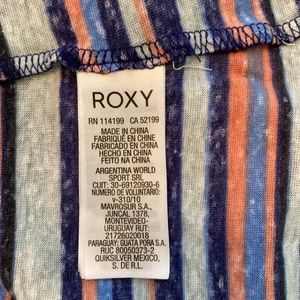 ROXY
RN 114199 CA 52199
MADE IN CHINA
FABRIQUÉ EN CHINE
FABRICADO EN CHINA
HECHO EN CHINA
FEITO NA CHINA
ARGENTINA WORLD
SPORT SRL
CUIT: 30-69120930-6
NUMERO DE VOLUNTARIO:
v-310/10
MAVROSUR S.A.,
JUNCAL 1378,
MONTEVIDEO-
URUGUAY RUT:
217260020018
PARAGUAY: GUATA PORA S.A.
RUC 80050373-2
QUIKSILVER MEXICO,
S. DE R.L.